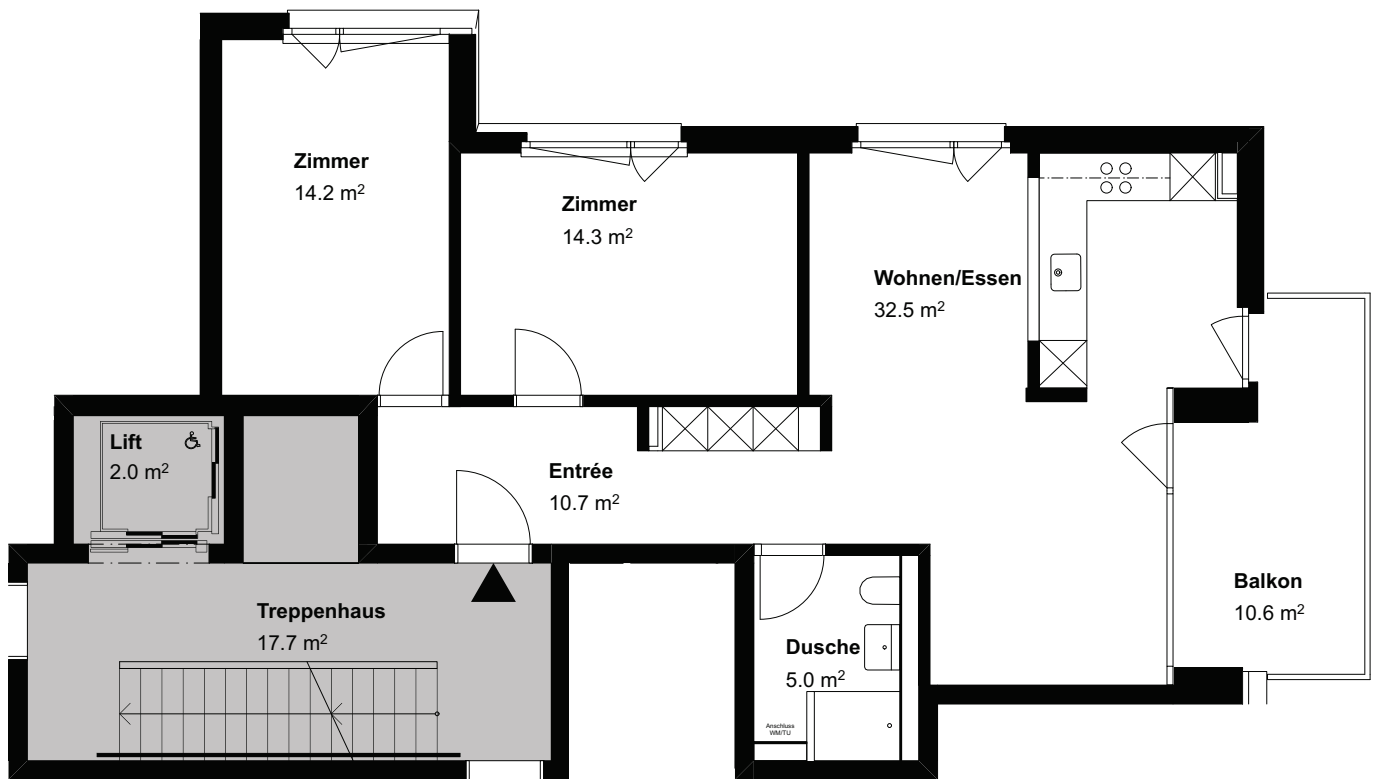 Zimmer
14.2 m²
Zimmer
14.3 m²
Wohnen/Essen
32.5 m²
Lift
2.0 m²
Entrée
10.7 m²
Balkon
10.6 m²
Treppenhaus
17.7 m²
Dusche
5.0 m²
Anschluss
WM/TU